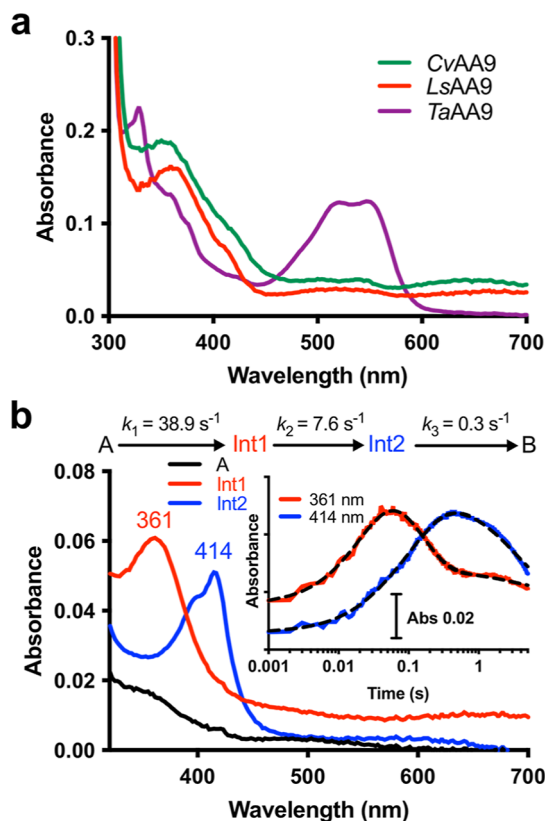 a
0.3
0.2
0.1
0.0
Absorbance
CvAA9
LsAA9
TaAA9
300 400 500 600 700
Wavelength (nm)
b
k1 = 38.9 s-1 k2 = 7.6 s-1 k3 = 0.3 s-1
A Int1 Int2 B
A
Int1
Int2
0.08
0.06
0.04
0.02
0.00
Absorbance
361
414
361 nm
414 nm
Absorbance
Abs 0.02
0.001 0.01 0.1 1
Time (s)
400 500 600 700
Wavelength (nm)